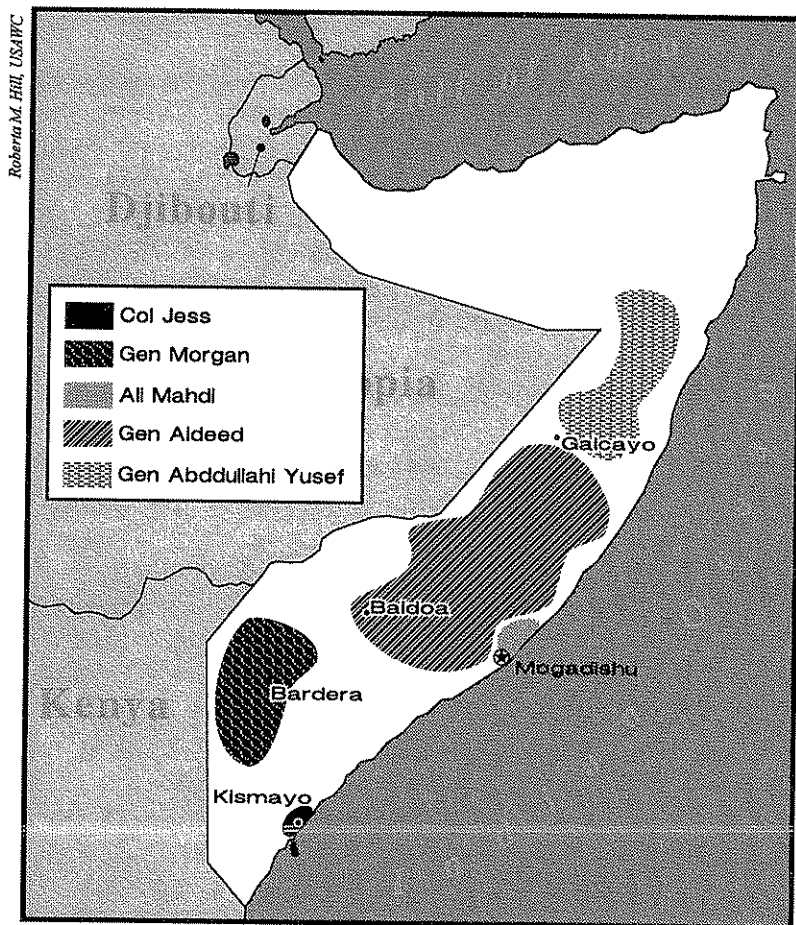 Roberta M. Hill, USAWC
Djibouti
Col Jess
Gen Morgan
Ali Mahdi
Gen Aideed
Gen Abddullahi Yusef
Galcayo
Baidoa
Mogadishu
Kenya
Bardera
Kismayo